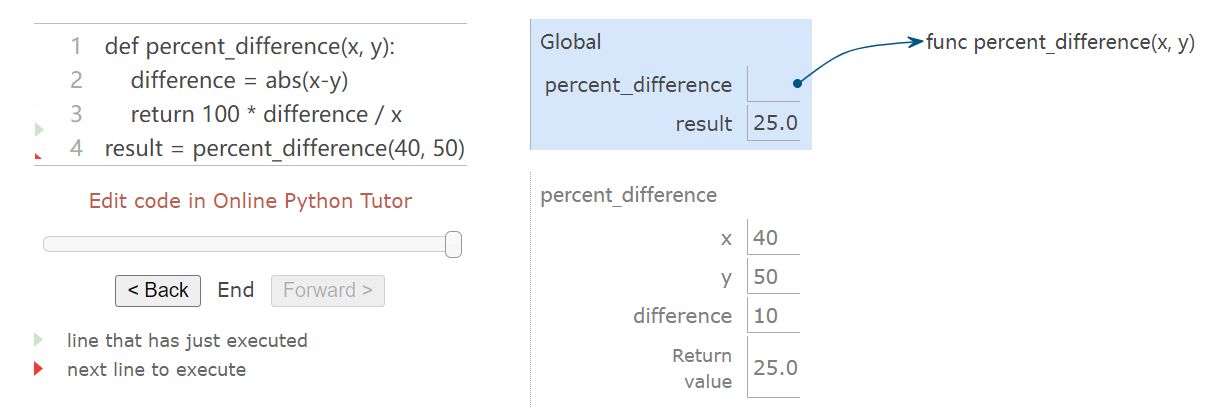 1 def percent_difference(x, y):
2 difference = abs(x-y)
3 return 100 * difference / x
4 result = percent_difference(40, 50)
Edit code in Online Python Tutor
< Back End Forward >
line that has just executed
next line to execute
Global
percent_difference
result 25.0
func percent_difference(x, y)
percent_difference
x 40
y 50
difference 10
Return
value 25.0